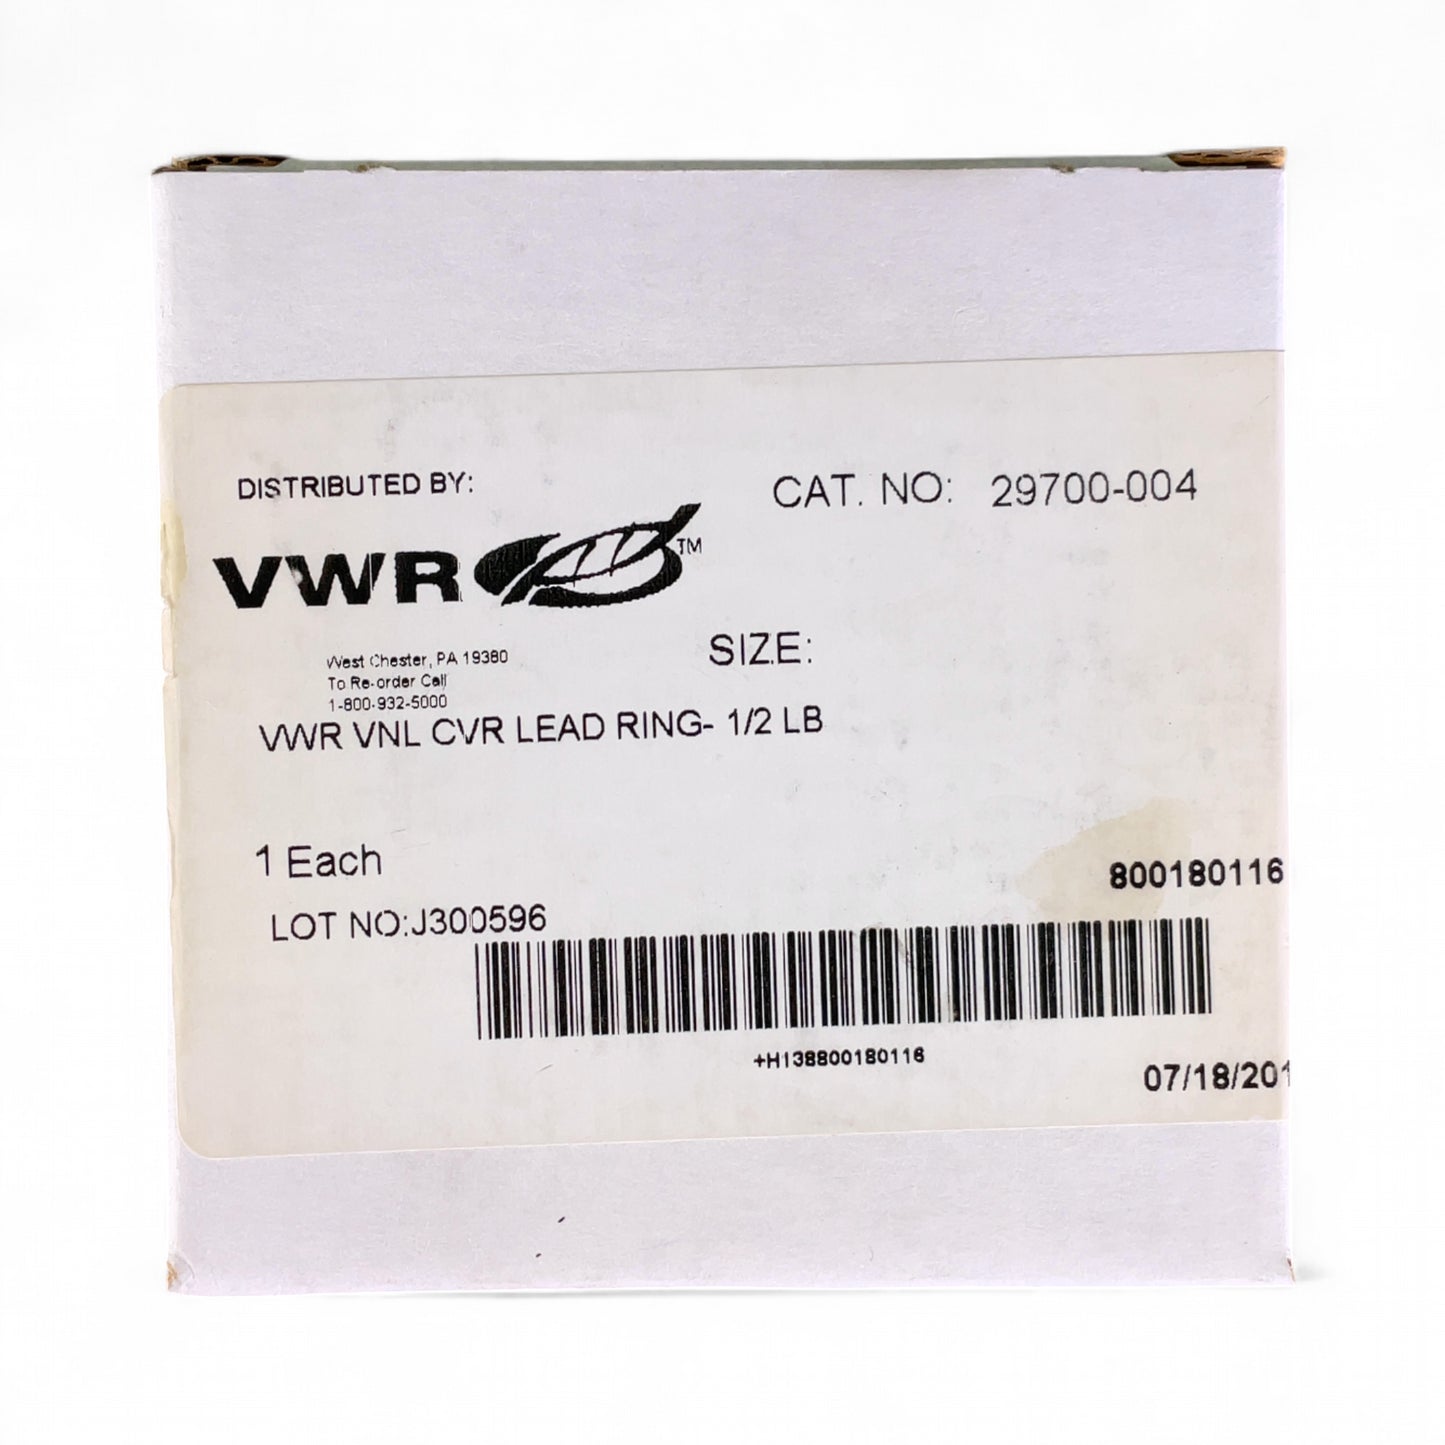 DISTRIBUTED BY:
CAT. NO: 29700-004
VWR TM
West Chester, PA 19380
To Re-order Call
1-800-932-5000
SIZE:
VWR VNL CVR LEAD RING- 1/2 LB
1 Each
800180116
LOT NO:J300596
+H138800180116
07/18/201